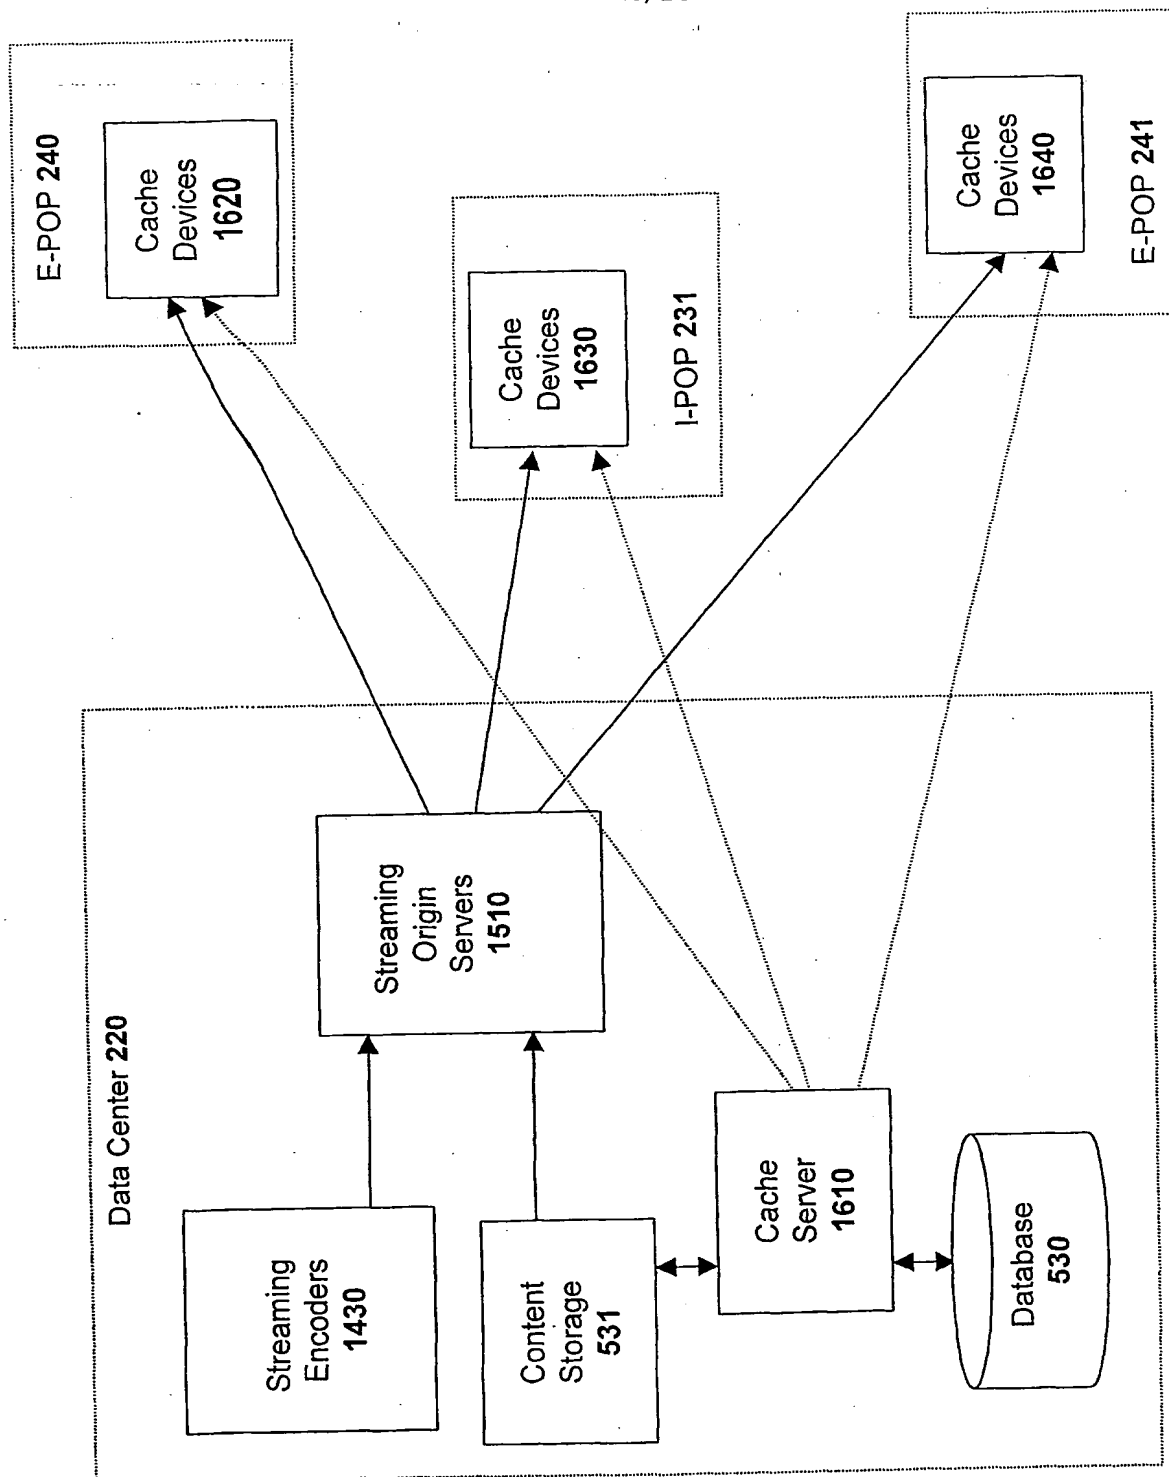 Data Center 220
Streaming
Encoders
1430
Content
Storage
531
Cache
Server
1610
Database
530
Streaming
Origin
Servers
1510
E-POP 240
Cache
Devices
1620
Cache
Devices
1630
I-POP 231
Cache
Devices
1640
E-POP 241